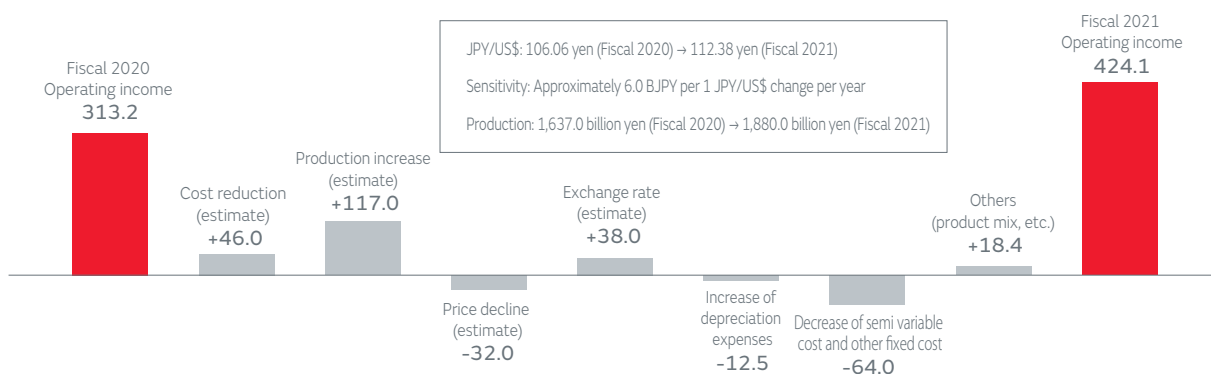 Fiscal 2020
Operating income
313.2
Cost reduction
(estimate)
+46.0
Production increase
(estimate)
+117.0
Price decline
(estimate)
-32.0
JPY/US$: 106.06 yen (Fiscal 2020) → 112.38 yen (Fiscal 2021)
Sensitivity: Approximately 6.0 BJPY per 1 JPY/US$ change per year
Production: 1,637.0 billion yen (Fiscal 2020) → 1,880.0 billion yen (Fiscal 2021)
Exchange rate
(estimate)
+38.0
Increase of
depreciation
expenses
-12.5
Decrease of semi variable
cost and other fixed cost
-64.0
Others
(product mix, etc.)
+18.4
Fiscal 2021
Operating income
424.1